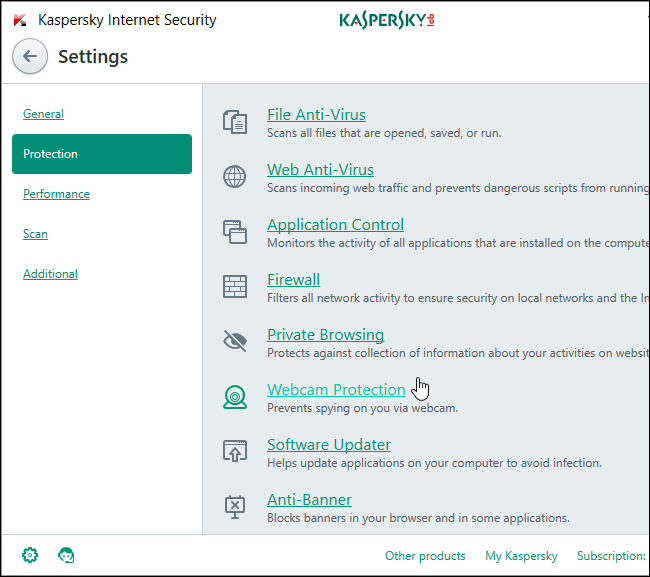 Kaspersky Internet Security
KASPERSKY lab
Settings
General
Protection
Performance
Scan
Additional
File Anti-Virus
Scans all files that are opened, saved, or run.
Web Anti-Virus
Scans incoming web traffic and prevents dangerous scripts from running
Application Control
Monitors the activity of all applications that are installed on the compute
Firewall
Filters all network activity to ensure security on local networks and the In
Private Browsing
Protects against collection of information about your activities on websit
Webcam Protection
Prevents spying on you via webcam.
Software Updater
Helps update applications on your computer to avoid infection.
Anti-Banner
Blocks banners in your browser and in some applications.
Other products My Kaspersky Subscription: